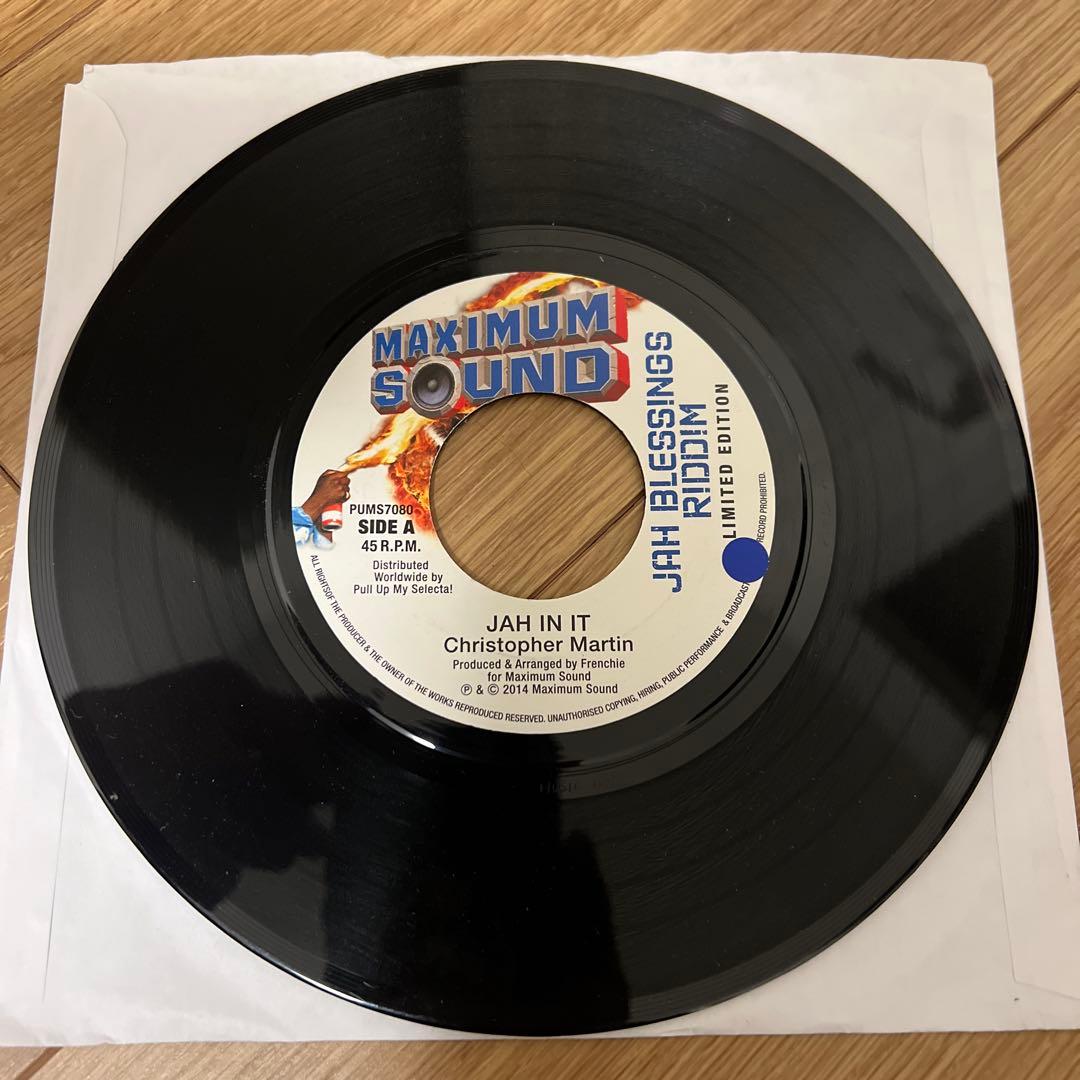 MAXIMUM
SOUND
JAH BLESSINGS
RIDDIM
LIMITED EDITION
PUMS7080
SIDE A
45 R.P.M.
Distributed
Worldwide by
Pull Up My Selecta!
JAH IN IT
Christopher Martin
Produced & Arranged by Frenchie
for Maximum Sound
℗ & © 2014 Maximum Sound
ALL RIGHTSOF THE PRODUCER & THE OWNER OF THE WORKS REPRODUCED RESERVED. UNAUTHORISED COPYING, HIRING, PUBLIC PERFORMANCE & BROADCAST RECORD PROHIBITED.